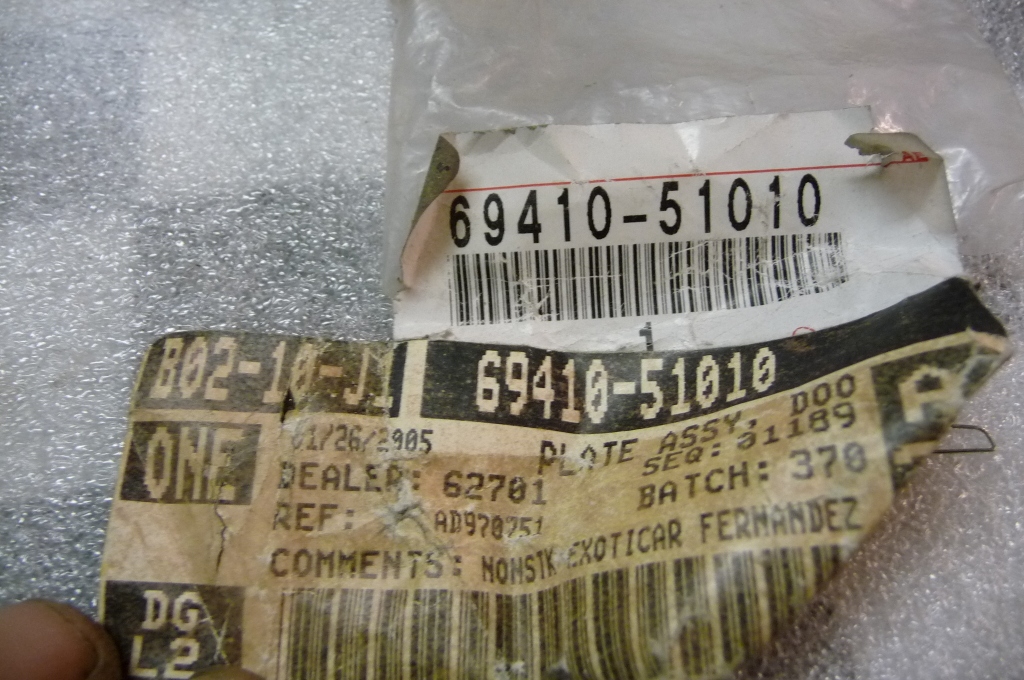 AE
69410-51010
1
B02-10-J1 69410-51010
ONE 01/26/2005 PLATE ASSY, DOO
SEQ: 31189
DEALER: 62701 BATCH: 370
REF: AD970751
COMMENTS: NONSTK EXOTICAR FERNANDEZ
DG
L2